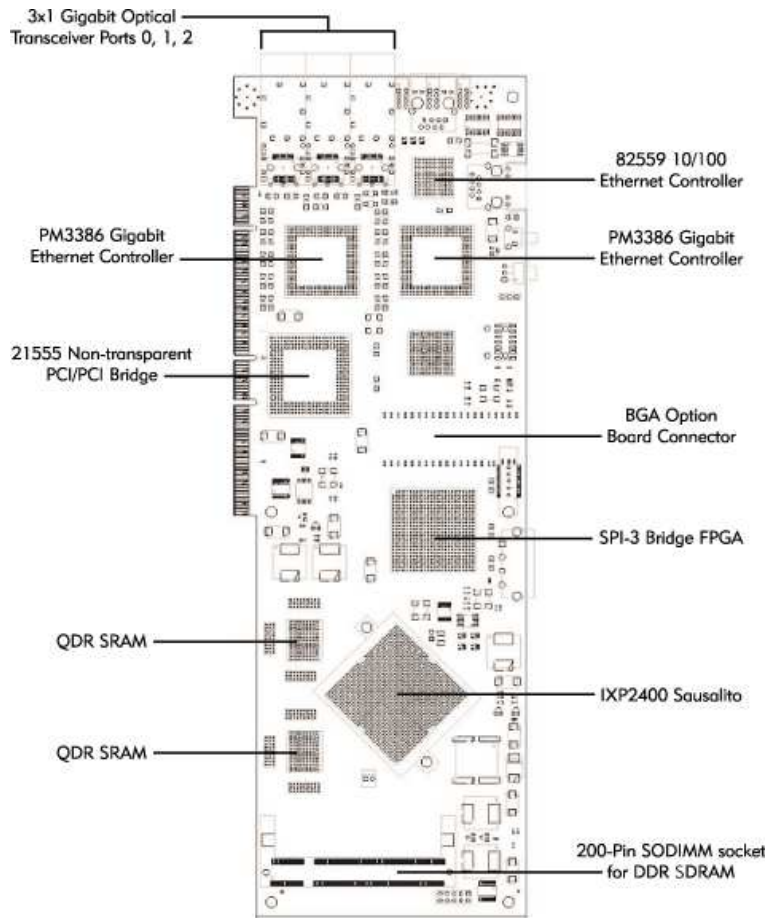 3x1 Gigabit Optical
Transceiver Ports 0, 1, 2
82559 10/100
Ethernet Controller
PM3386 Gigabit
Ethernet Controller
PM3386 Gigabit
Ethernet Controller
21555 Non-transparent
PCI/PCI Bridge
BGA Option
Board Connector
SPI-3 Bridge FPGA
QDR SRAM
IXP2400 Sausalito
QDR SRAM
200-Pin SODIMM socket
for DDR SDRAM